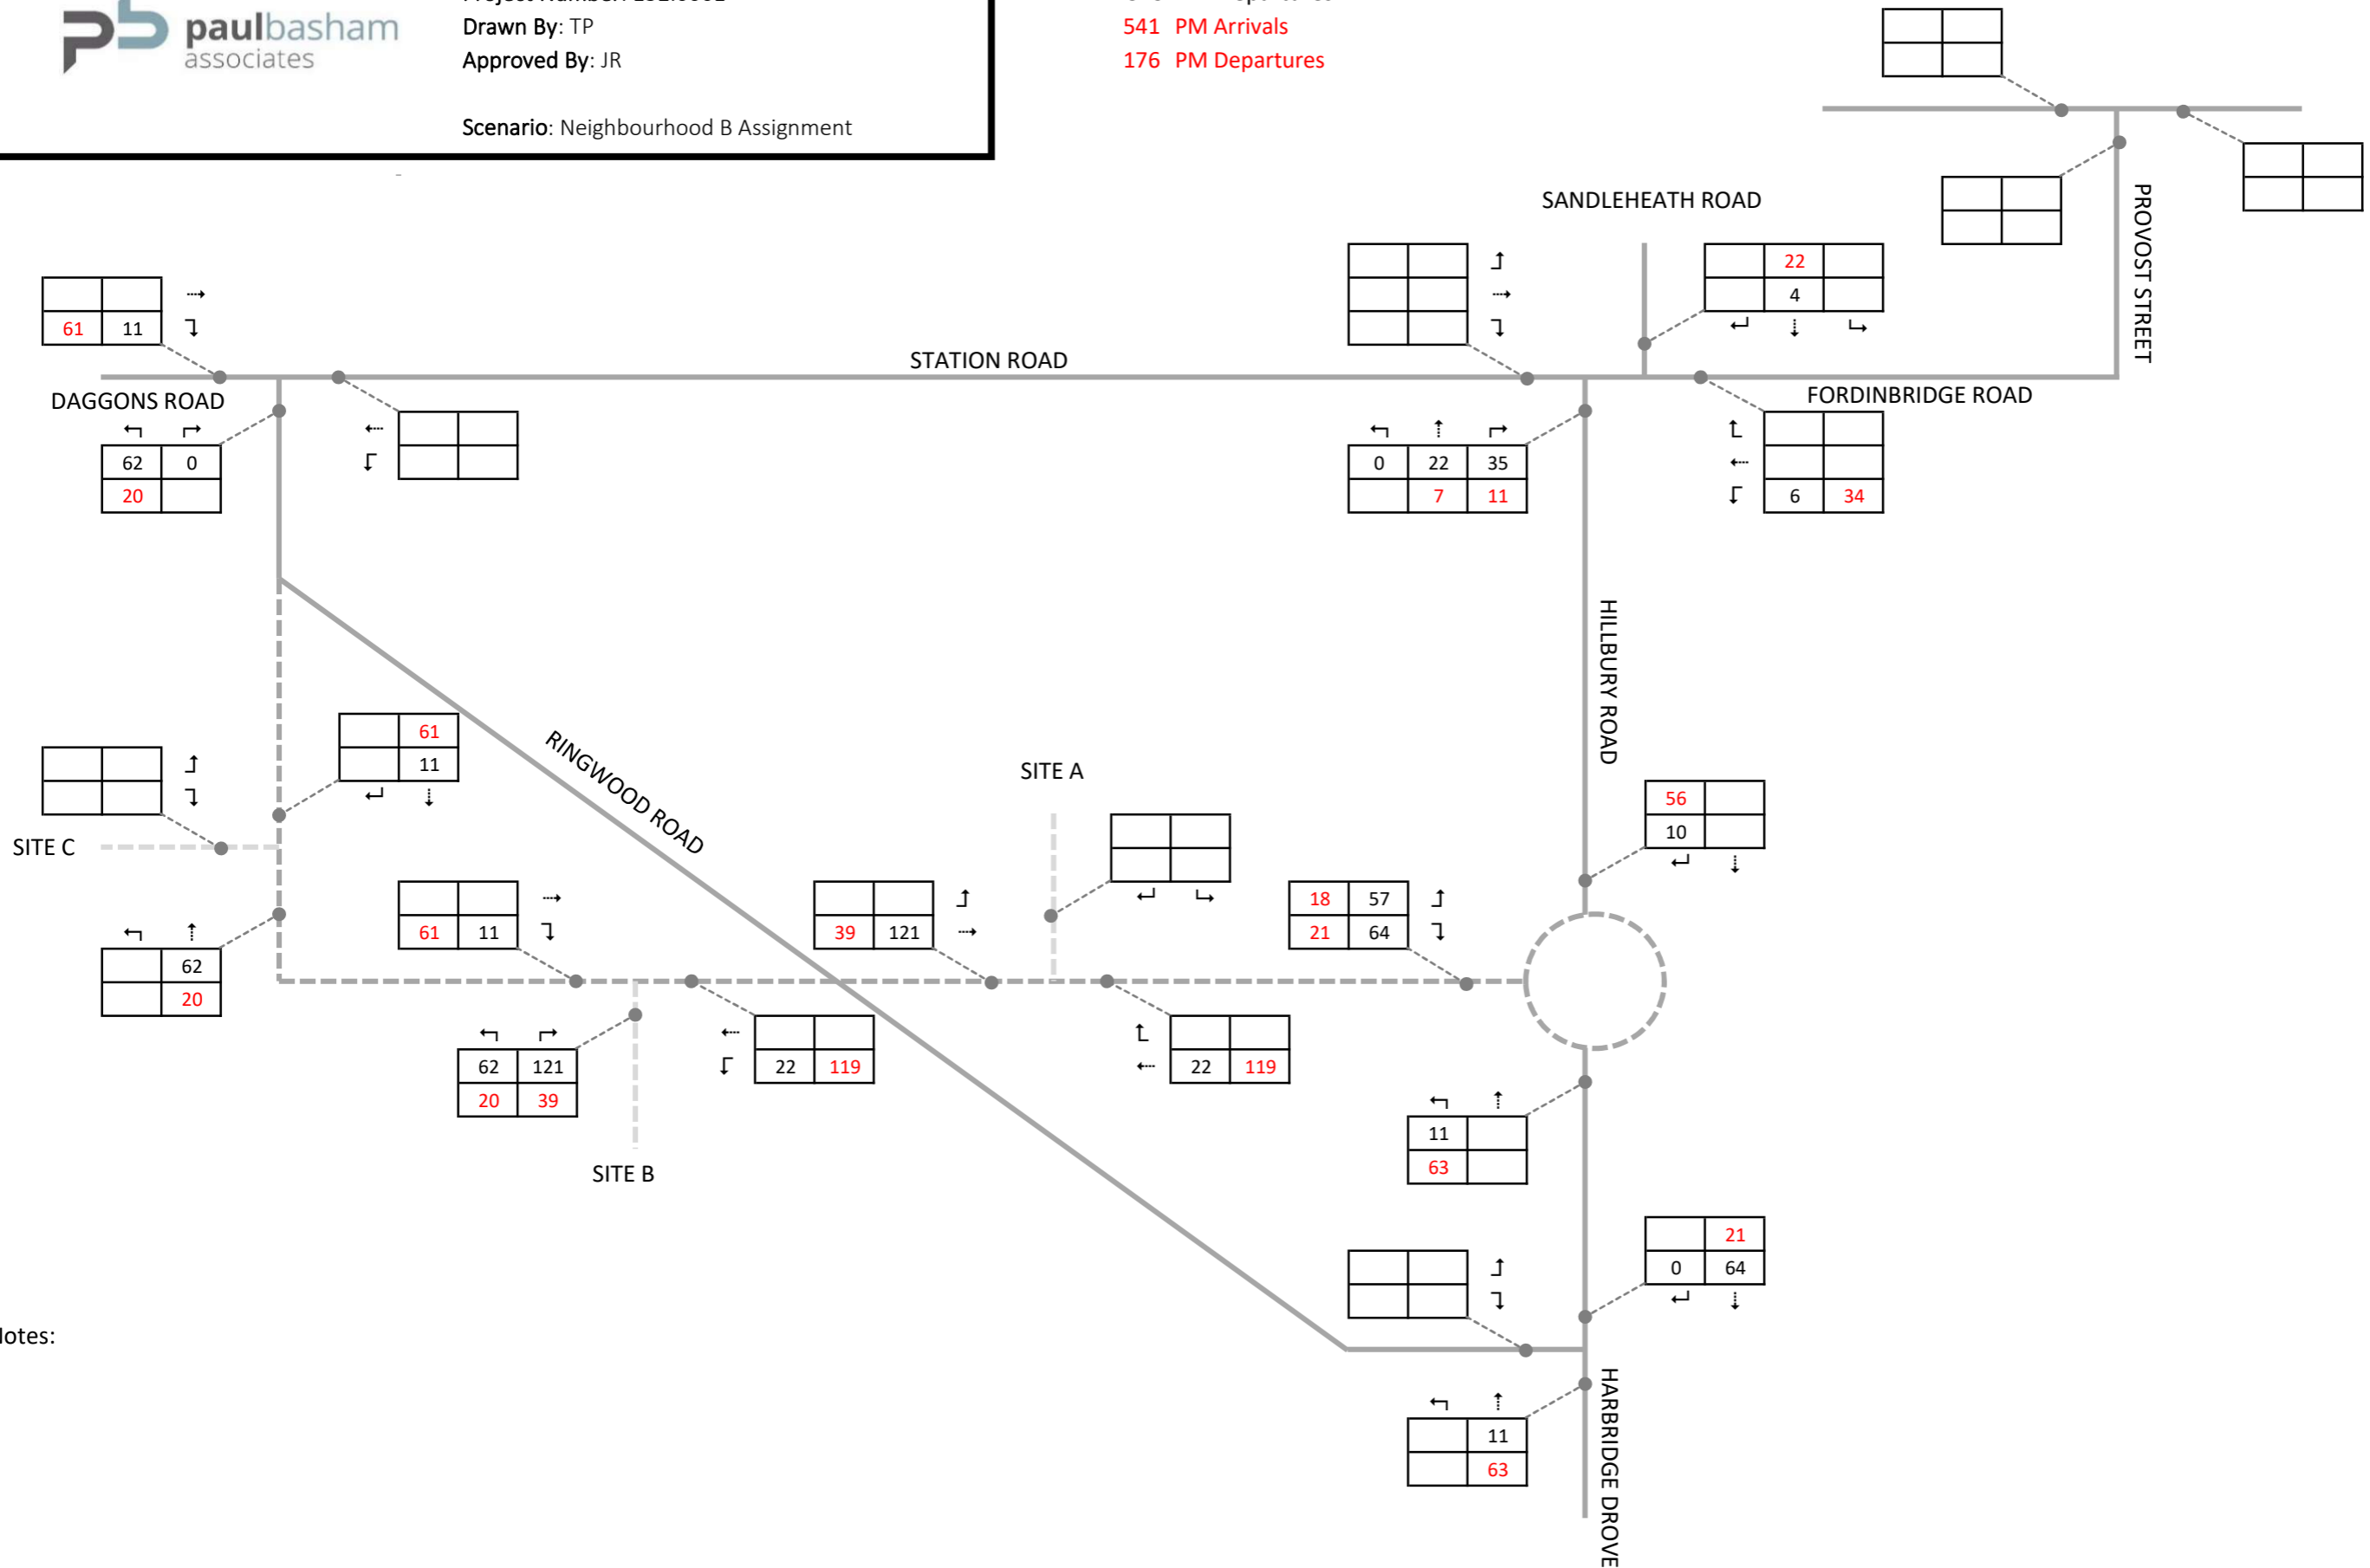 paulbasham
associates
Drawn By: TP
Approved By: JR
Scenario: Neighbourhood B Assignment
541 PM Arrivals
176 PM Departures
SANDLEHEATH ROAD
PROVOST STREET
22
4
61 11
STATION ROAD
DAGGONS ROAD
FORDINBRIDGE ROAD
62 0
20
0 22 35
7 11
6 34
HILLBURY ROAD
61
11
RINGWOOD ROAD
SITE A
56
10
SITE C
61 11
39 121
18 57
21 64
62
20
22 119
22 119
62 121
20 39
SITE B
11
63
21
0 64
Notes:
HARBRIDGE DROVE
11
63